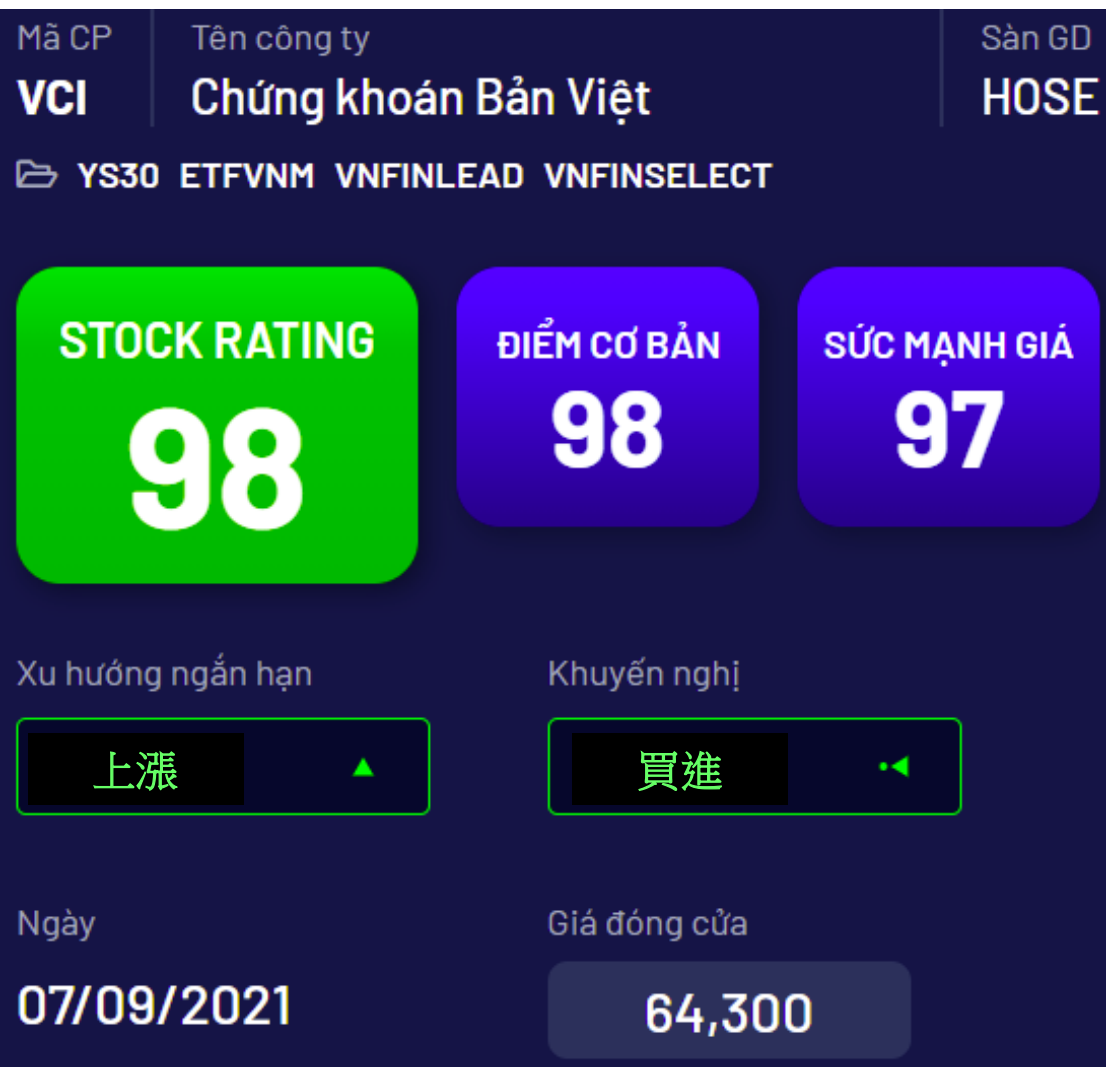 Mã CP Tên công ty Sàn GD
VCI Chứng khoán Bản Việt HOSE
YS30 ETFVNM VNFINLEAD VNFINSELECT
STOCK RATING ĐIỂM CƠ BẢN SỨC MẠNH GIÁ
98 98 97
Xu hướng ngắn hạn Khuyến nghị
上漲 買進
Ngày Giá đóng cửa
07/09/2021 64,300